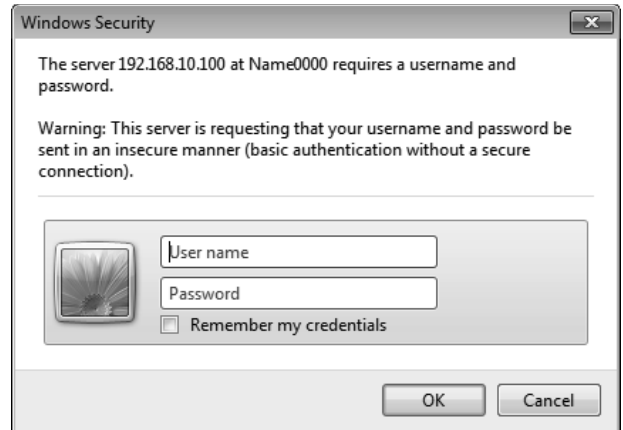 Windows Security
The server 192.168.10.100 at Name0000 requires a username and
password.
Warning: This server is requesting that your username and password be
sent in an insecure manner (basic authentication without a secure
connection).
User name
Password
Remember my credentials
OK Cancel